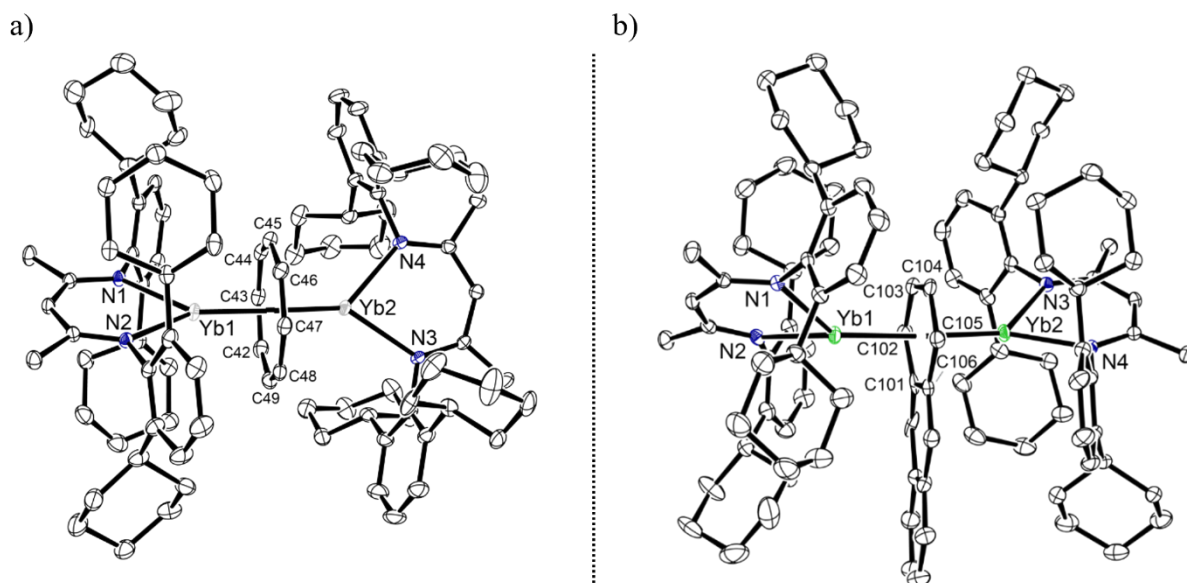 a)
b)
C45
C44
C46
N4
N1
C43
C47
Yb2
N2
Yb1
C42
N3
C48
C49
C104
C103
N1
N3
Yb1
C105
Yb2
N2
C102
C106
N4
C101